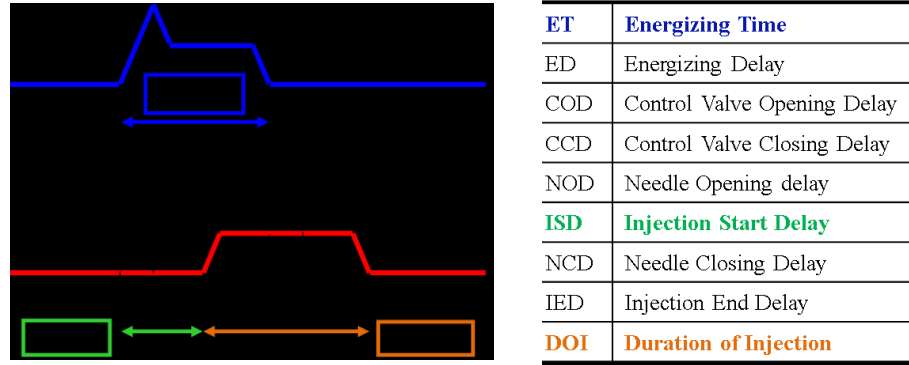 ET Energizing Time
ED Energizing Delay
COD Control Valve Opening Delay
CCD Control Valve Closing Delay
NOD Needle Opening delay
ISD Injection Start Delay
NCD Needle Closing Delay
IED Injection End Delay
DOI Duration of Injection